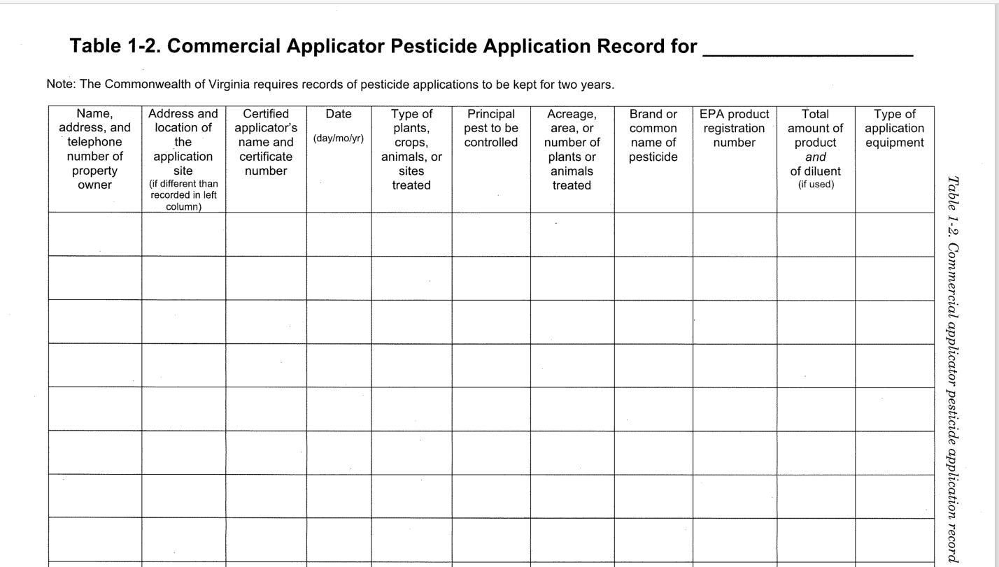 Table 1-2. Commercial Applicator Pesticide Application Record for ____________________
Note: The Commonwealth of Virginia requires records of pesticide applications to be kept for two years.
Name,
address, and
telephone
number of
property
owner
Address and
location of
the
application
site
(if different than
recorded in left
column)
Certified
applicator's
name and
certificate
number
Date
(day/mo/yr)
Type of
plants,
crops,
animals, or
sites
treated
Principal
pest to be
controlled
Acreage,
area, or
number of
plants or
animals
treated
Brand or
common
name of
pesticide
EPA product
registration
number
Total
amount of
product
and
of diluent
(if used)
Type of
application
equipment
Table 1-2. Commercial applicator pesticide application record